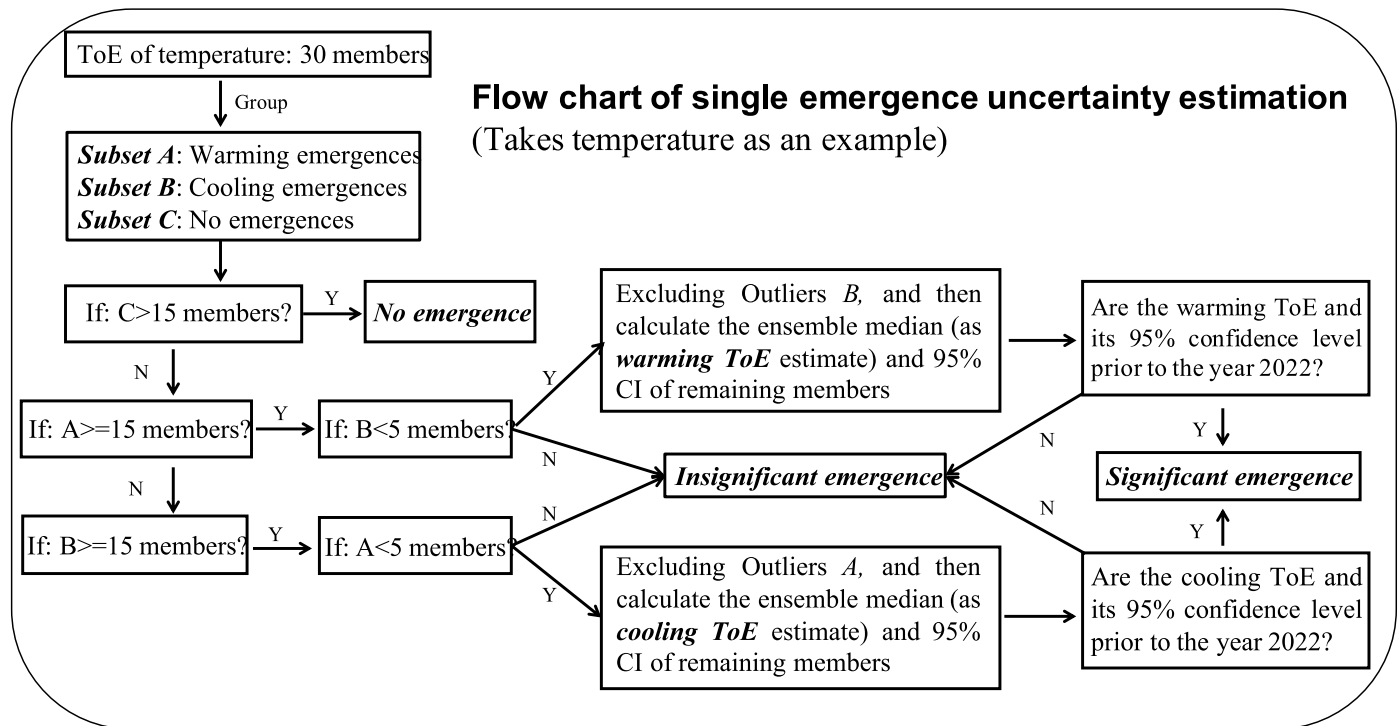 ToE of temperature: 30 members
Group
Flow chart of single emergence uncertainty estimation
(Takes temperature as an example)
Subset A: Warming emergences
Subset B: Cooling emergences
Subset C: No emergences
If: C>15 members?
Y
No emergence
N
If: A>=15 members?
Y
If: B<5 members?
Y
N
Excluding Outliers B, and then
calculate the ensemble median (as
warming ToE estimate) and 95%
CI of remaining members
Are the warming ToE and
its 95% confidence level
prior to the year 2022?
N
Y
Insignificant emergence
Significant emergence
N
If: B>=15 members?
Y
If: A<5 members?
N
Y
Excluding Outliers A, and then
calculate the ensemble median (as
cooling ToE estimate) and 95%
CI of remaining members
N
Y
Are the cooling ToE and
its 95% confidence level
prior to the year 2022?